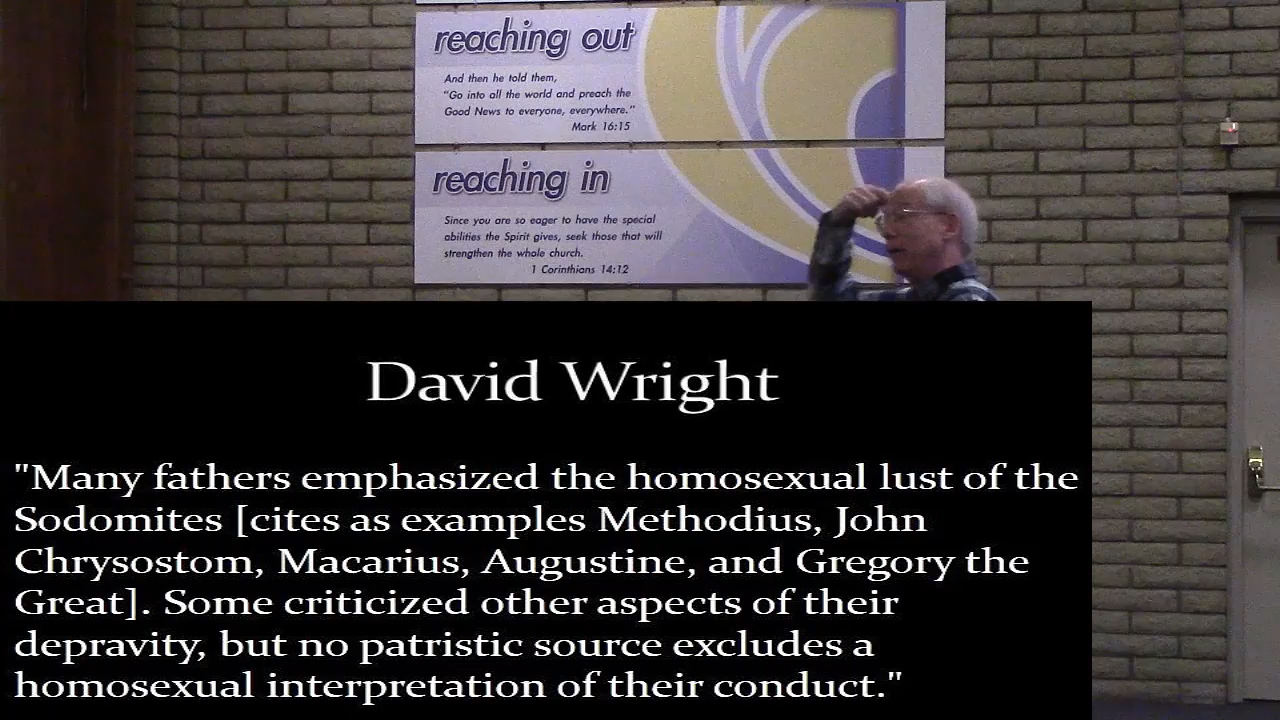 reaching out
And then he told them,
"Go into all the world and preach the
Good News to everyone, everywhere."
Mark 16:15
reaching in
Since you are so eager to have the special
abilities the Spirit gives, seek those that will
strengthen the whole church.
1 Corinthians 14:12
David Wright
"Many fathers emphasized the homosexual lust of the
Sodomites [cites as examples Methodius, John
Chrysostom, Macarius, Augustine, and Gregory the
Great]. Some criticized other aspects of their
depravity, but no patristic source excludes a
homosexual interpretation of their conduct."